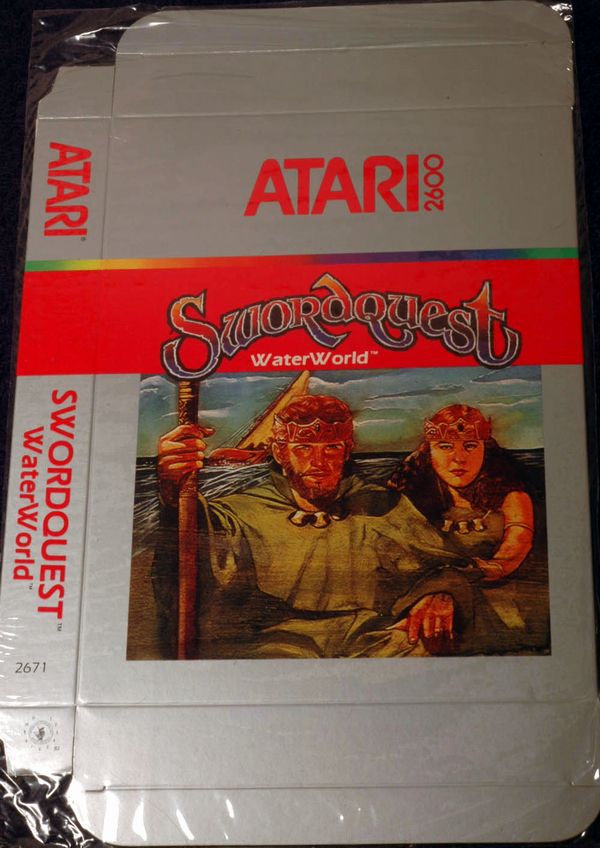 ATARI®
SWORDQUEST™
WaterWorld™
2671
ATARI 2600
Swordquest
WaterWorld™